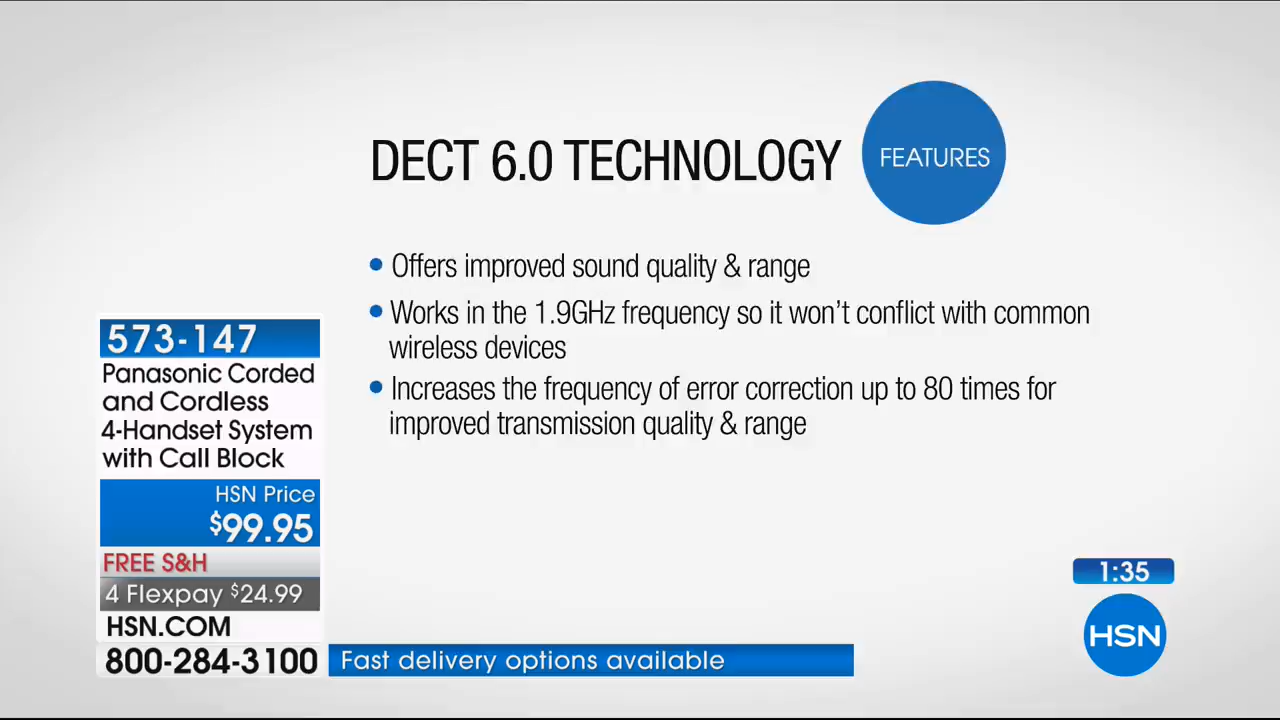 DECT 6.0 TECHNOLOGY
FEATURES
• Offers improved sound quality & range
• Works in the 1.9GHz frequency so it won't conflict with common
wireless devices
• Increases the frequency of error correction up to 80 times for
improved transmission quality & range
573-147
Panasonic Corded
and Cordless
4-Handset System
with Call Block
HSN Price
$99.95
FREE S&H
4 Flexpay $24.99
HSN.COM
800-284-3100
Fast delivery options available
1:35
HSN